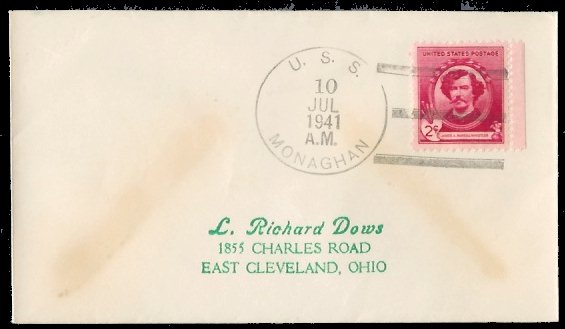 U. S. S.
10
JUL
1941
A.M.
MONAGHAN
UNITED STATES POSTAGE
2¢
JAMES A. MCNEILL WHISTLER
L. Richard Dows
1855 CHARLES ROAD
EAST CLEVELAND, OHIO